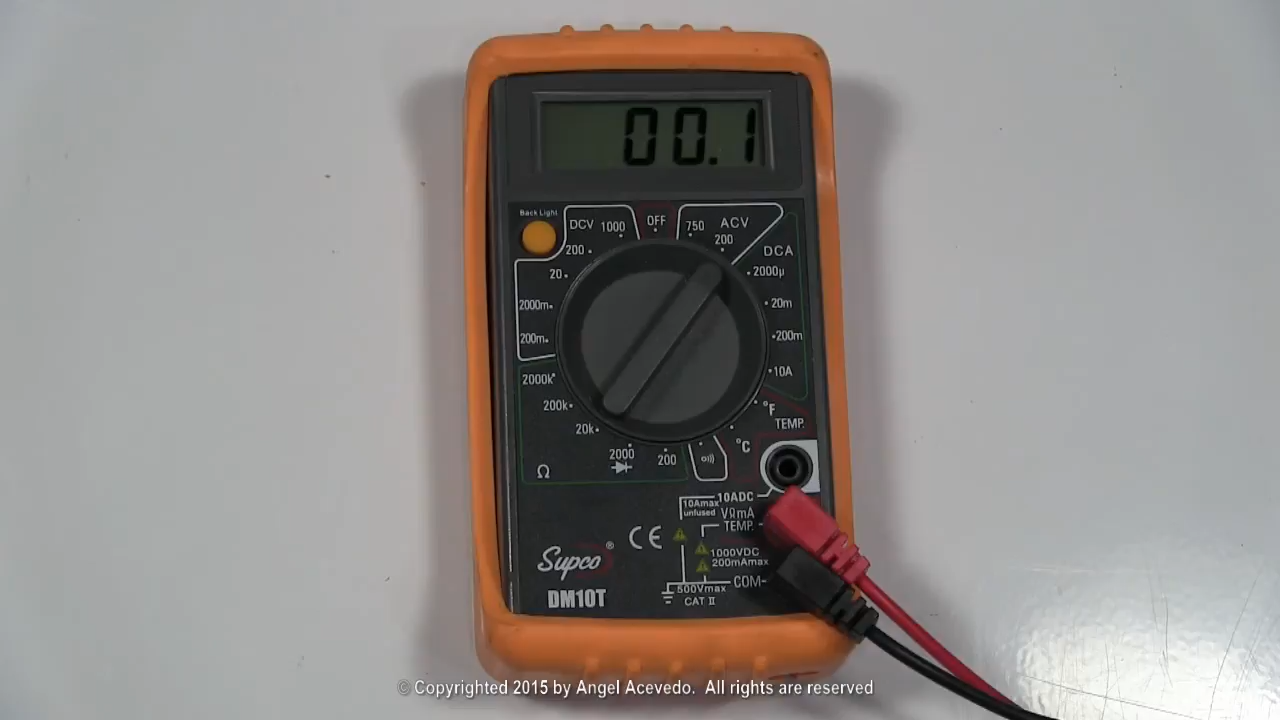 00.1
Back Light
DCV 1000 OFF 750 ACV
200 200
DCA
20 2000µ
2000m 20m
200m 200m
2000k 10A
200k °F
20k TEMP.
2000 200 °C
Ω
10Amax 10ADC
unfused VΩmA
TEMP.
CE
1000VDC
200mAmax
Supco ®
COM
500Vmax
DM10T CAT II
© Copyrighted 2015 by Angel Acevedo. All rights are reserved